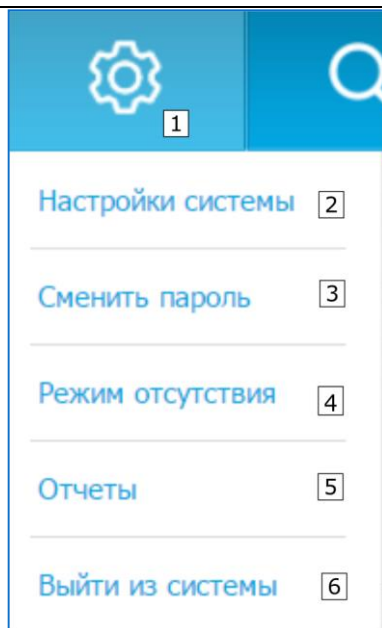 1
Настройки системы 2
Сменить пароль 3
Режим отсутствия 4
Отчеты 5
Выйти из системы 6